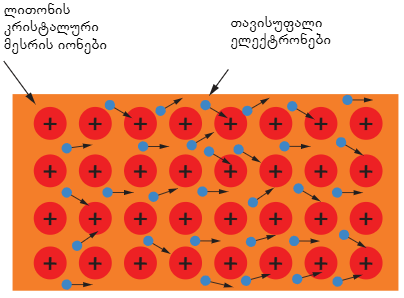 ლითონის
კრისტალური
მესრის იონები
თავისუფალი
ელექტრონები
+ + + + + + + +
+ + + + + + + +
+ + + + + + + +
+ + + + + + + +